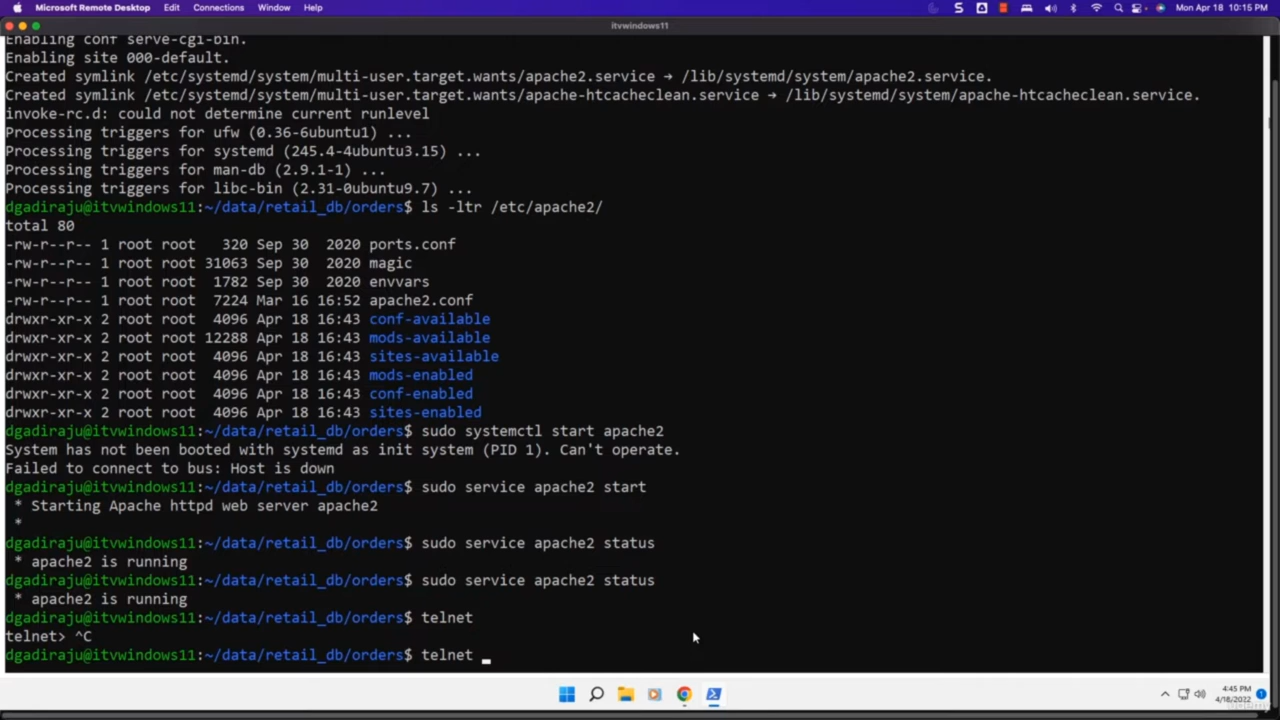 Microsoft Remote Desktop Edit Connections Window Help Mon Apr 18 10:15 PM
itvwindows11
Enabling conf serve-cgi-bin.
Enabling site 000-default.
Created symlink /etc/systemd/system/multi-user.target.wants/apache2.service → /lib/systemd/system/apache2.service.
Created symlink /etc/systemd/system/multi-user.target.wants/apache-htcacheclean.service → /lib/systemd/system/apache-htcacheclean.service.
invoke-rc.d: could not determine current runlevel
Processing triggers for ufw (0.36-6ubuntu1) ...
Processing triggers for systemd (245.4-4ubuntu3.15) ...
Processing triggers for man-db (2.9.1-1) ...
Processing triggers for libc-bin (2.31-0ubuntu9.7) ...
dgadiraju@itvwindows11:~/data/retail_db/orders$ ls -ltr /etc/apache2/
total 80
-rw-r--r-- 1 root root 320 Sep 30 2020 ports.conf
-rw-r--r-- 1 root root 31063 Sep 30 2020 magic
-rw-r--r-- 1 root root 1782 Sep 30 2020 envvars
-rw-r--r-- 1 root root 7224 Mar 16 16:52 apache2.conf
drwxr-xr-x 2 root root 4096 Apr 18 16:43 conf-available
drwxr-xr-x 2 root root 12288 Apr 18 16:43 mods-available
drwxr-xr-x 2 root root 4096 Apr 18 16:43 sites-available
drwxr-xr-x 2 root root 4096 Apr 18 16:43 mods-enabled
drwxr-xr-x 2 root root 4096 Apr 18 16:43 conf-enabled
drwxr-xr-x 2 root root 4096 Apr 18 16:43 sites-enabled
dgadiraju@itvwindows11:~/data/retail_db/orders$ sudo systemctl start apache2
System has not been booted with systemd as init system (PID 1). Can't operate.
Failed to connect to bus: Host is down
dgadiraju@itvwindows11:~/data/retail_db/orders$ sudo service apache2 start
* Starting Apache httpd web server apache2
*
dgadiraju@itvwindows11:~/data/retail_db/orders$ sudo service apache2 status
* apache2 is running
dgadiraju@itvwindows11:~/data/retail_db/orders$ sudo service apache2 status
* apache2 is running
dgadiraju@itvwindows11:~/data/retail_db/orders$ telnet
telnet> ^C
dgadiraju@itvwindows11:~/data/retail_db/orders$ telnet
4:45 PM
4/18/2022
udemy